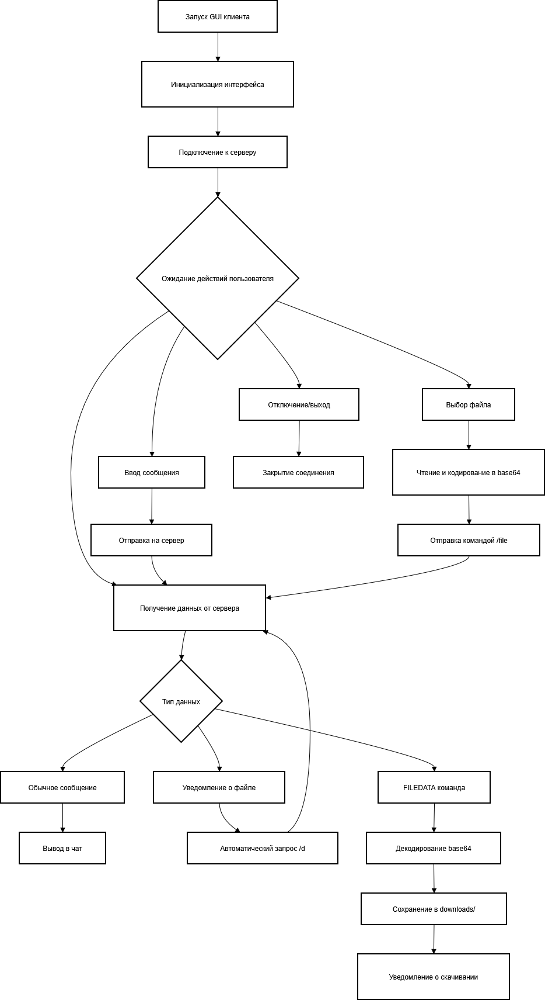 Запуск GUI клиента
Инициализация интерфейса
Подключение к серверу
Ожидание действий пользователя
Отключение/выход
Выбор файла
Ввод сообщения
Закрытие соединения
Чтение и кодирование в base64
Отправка на сервер
Отправка командой /file
Получение данных от сервера
Тип данных
Обычное сообщение
Уведомление о файле
FILEDATA команда
Вывод в чат
Автоматический запрос /d
Декодирование base64
Сохранение в downloads/
Уведомление о скачивании